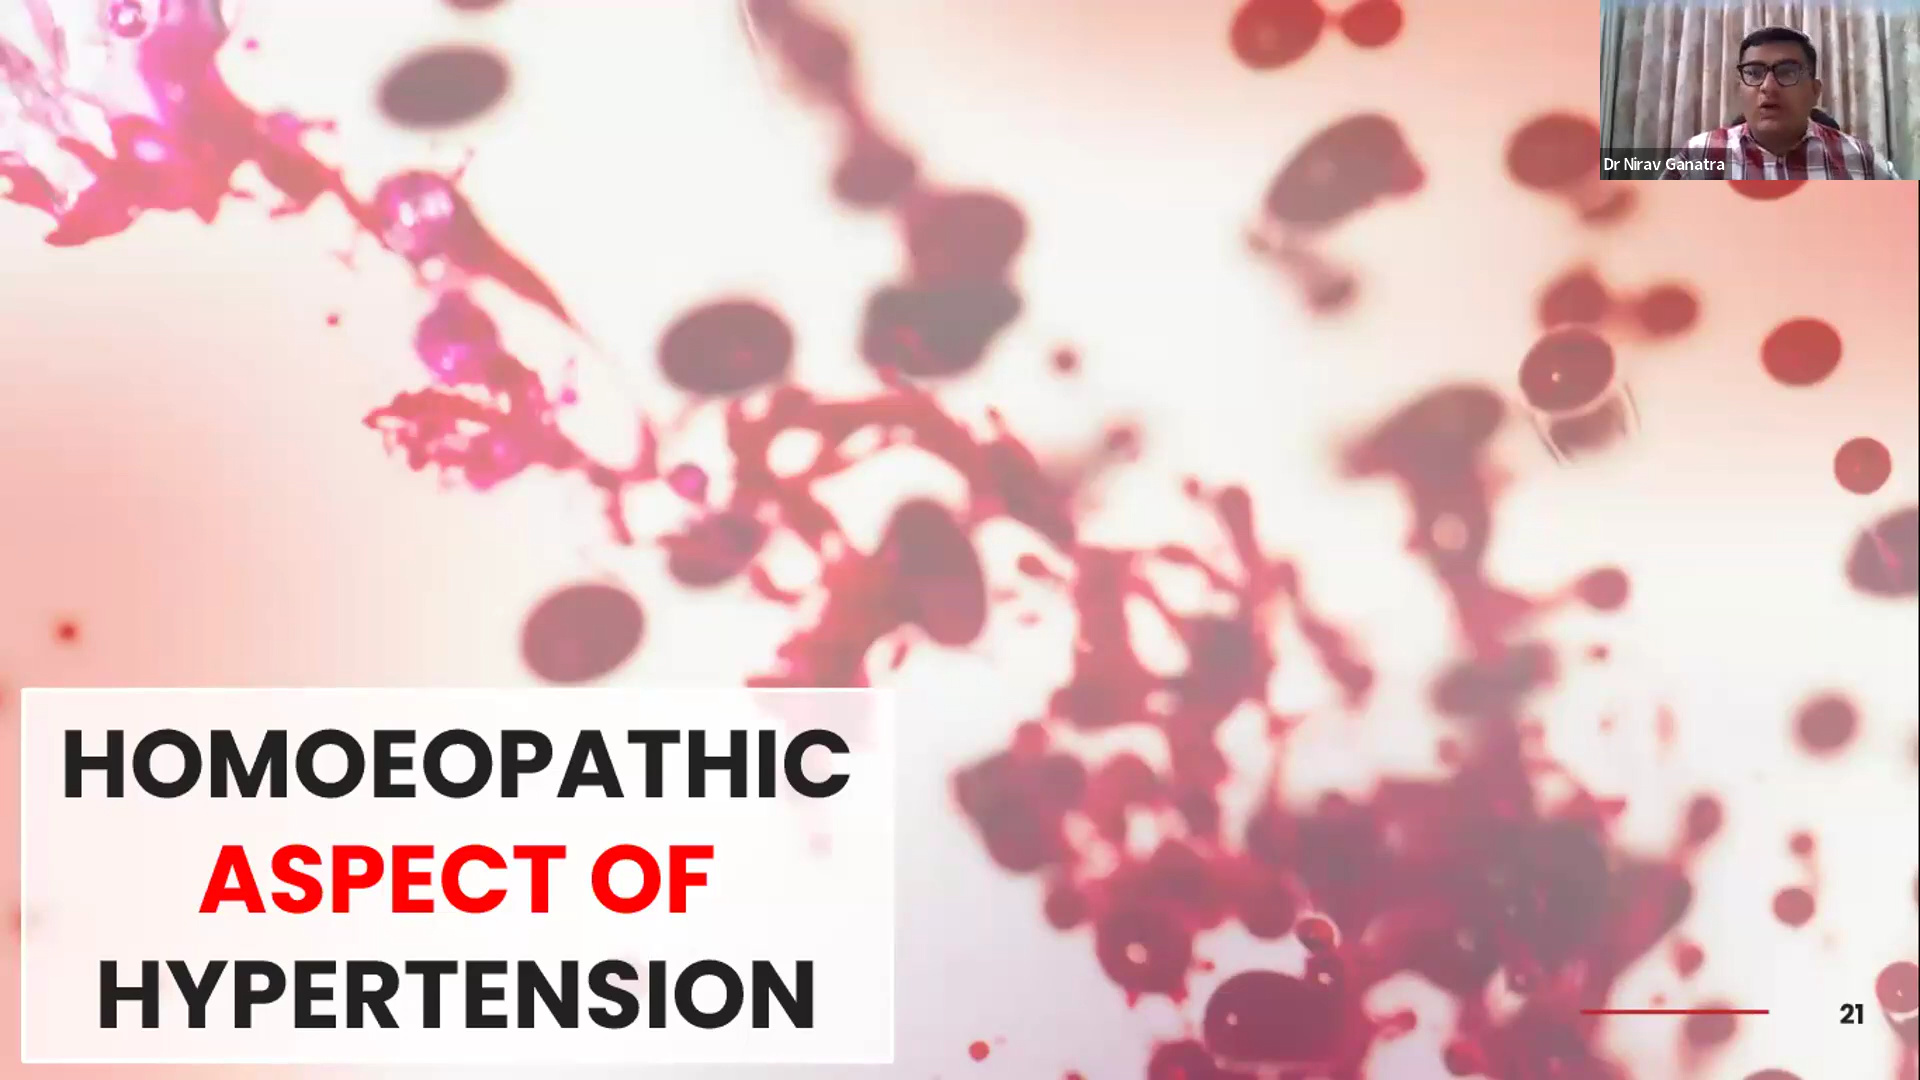 Dr Nirav Ganatra
HOMOEOPATHIC
ASPECT OF
HYPERTENSION
21